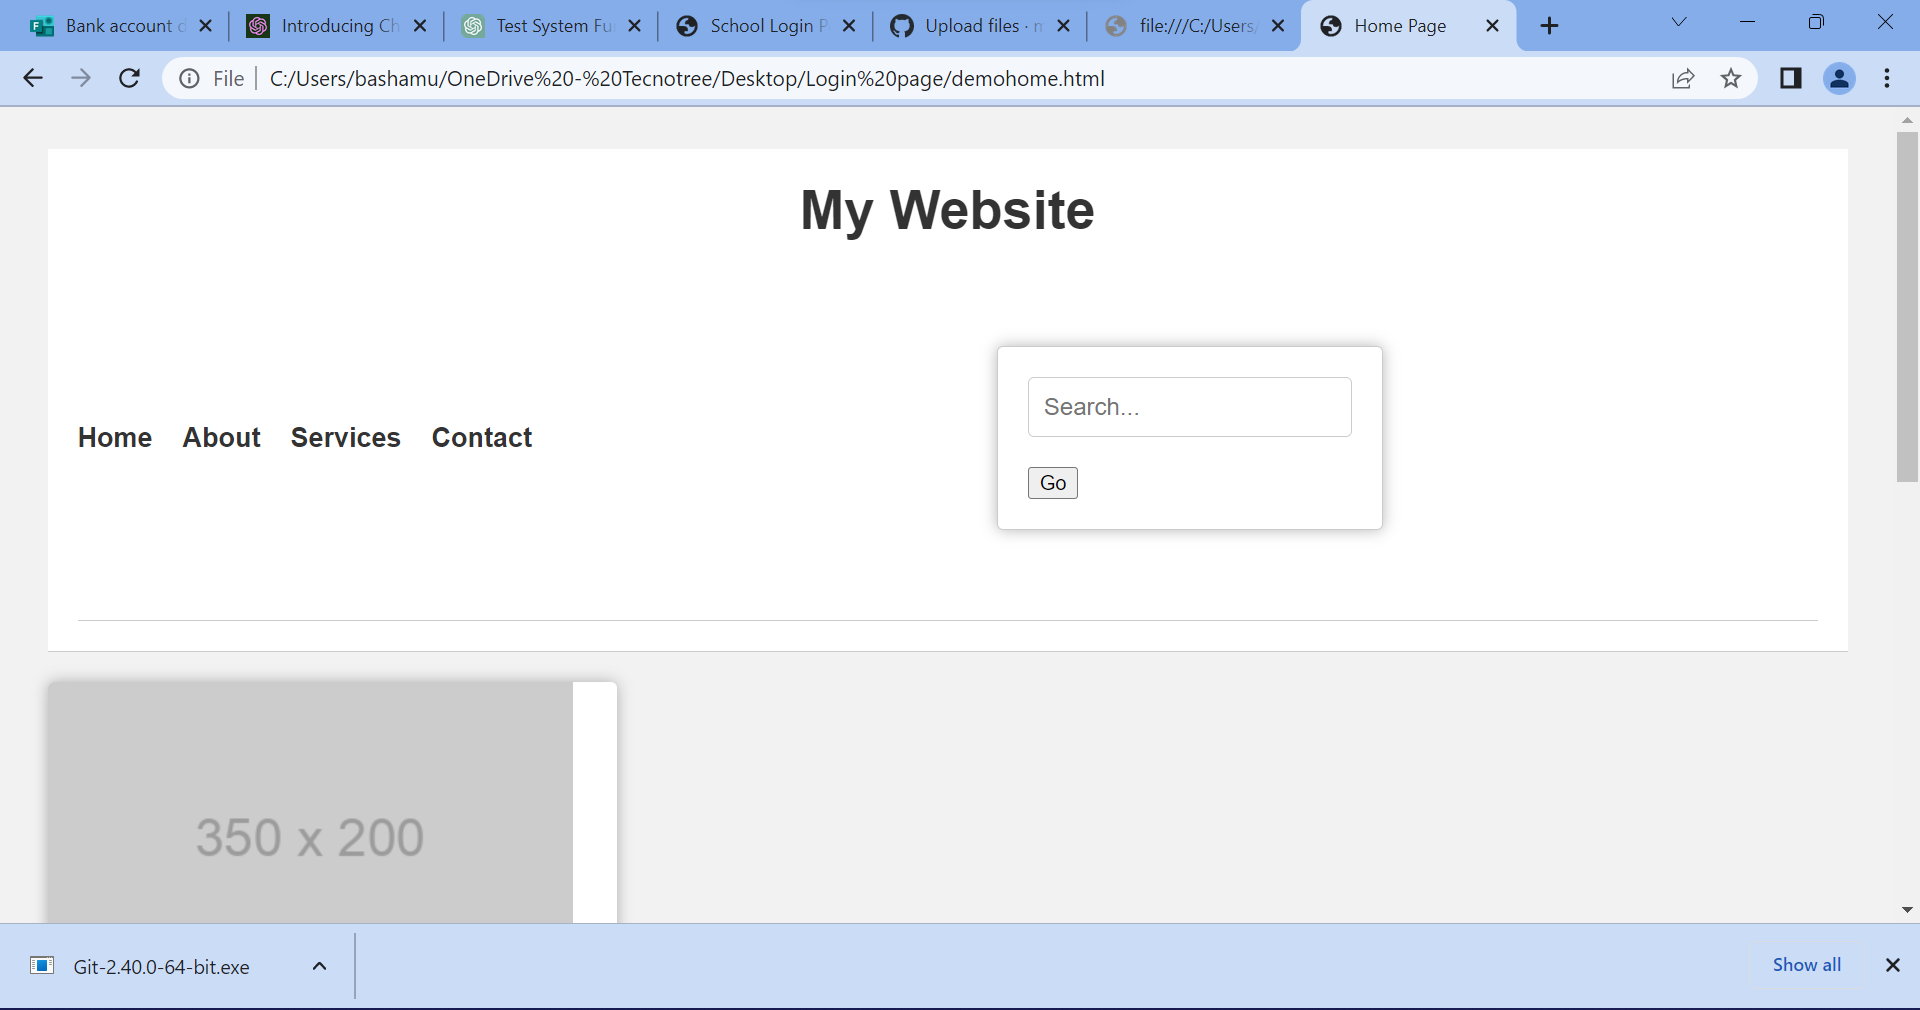 Bank account d
Introducing Ch
Test System Fu
School Login P
Upload files · m
file:///C:/Users/
Home Page
File
C:/Users/bashamu/OneDrive%20-%20Tecnotree/Desktop/Login%20page/demohome.html
My Website
Search...
Home About Services Contact
Go
350 x 200
Git-2.40.0-64-bit.exe
Show all